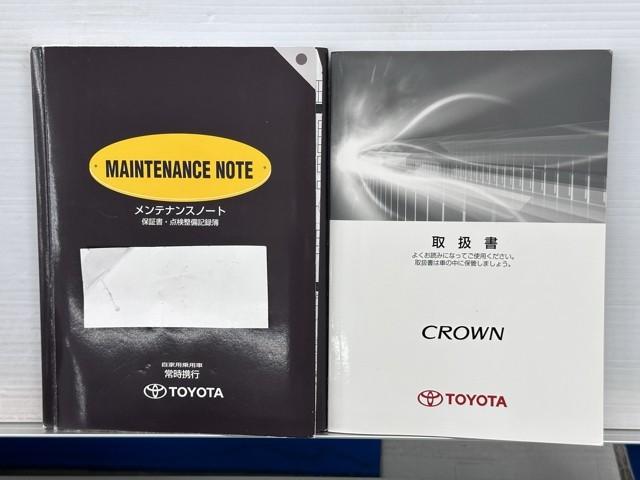 MAINTENANCE NOTE
メンテナンスノート
保証書・点検整備記録簿
自家用乗用車
常時携行
TOYOTA
取扱書
よくお読みになってご使用ください。
取扱書は車の中に保管しましょう。
CROWN
TOYOTA